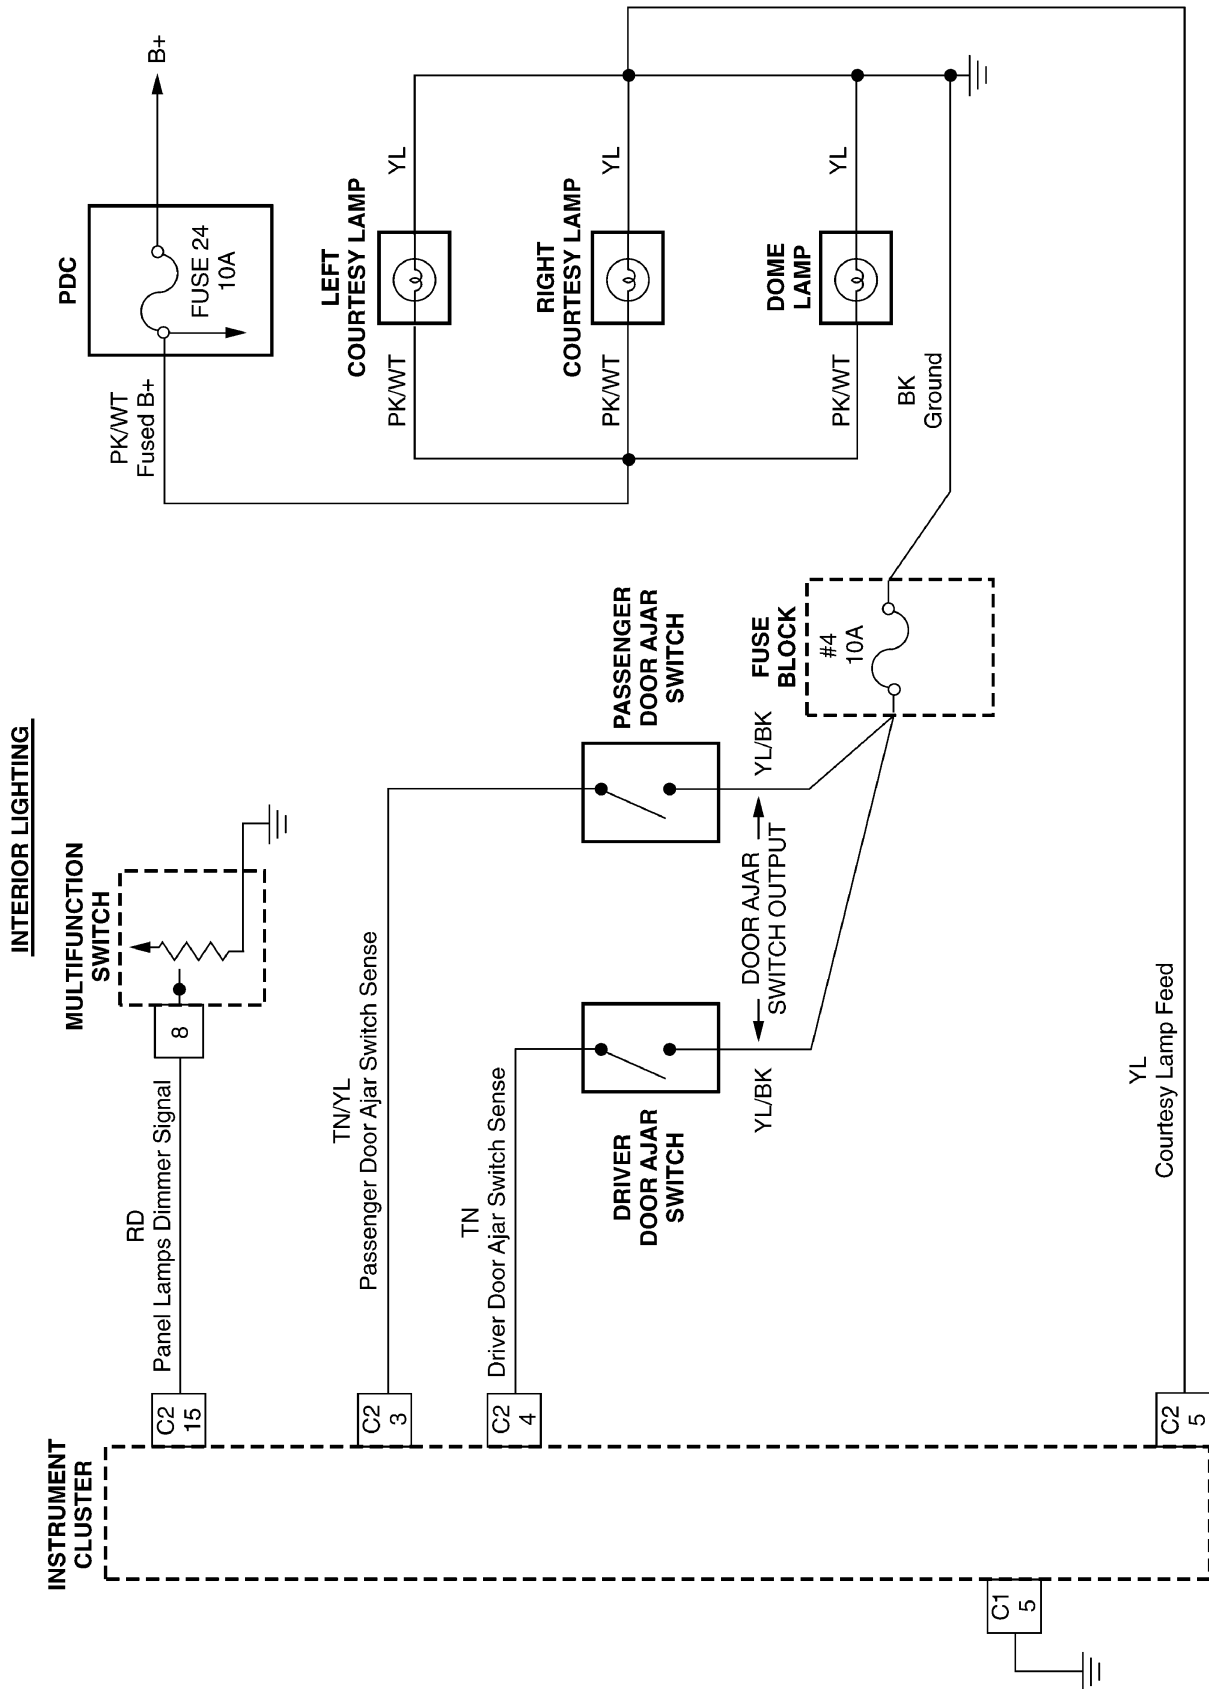 INTERIOR LIGHTING
INSTRUMENT
CLUSTER
C2
15
RD
Panel Lamps Dimmer Signal
8
MULTIFUNCTION
SWITCH
PDC
FUSE 24
10A
B+
PK/WT
Fused B+
C2
3
TN/YL
Passenger Door Ajar Switch Sense
C2
4
TN
Driver Door Ajar Switch Sense
DRIVER
DOOR AJAR
SWITCH
PASSENGER
DOOR AJAR
SWITCH
YL/BK
DOOR AJAR
SWITCH OUTPUT
YL/BK
FUSE
BLOCK
#4
10A
LEFT
COURTESY LAMP
PK/WT
YL
RIGHT
COURTESY LAMP
PK/WT
YL
DOME
LAMP
PK/WT
YL
BK
Ground
C1
5
C2
5
YL
Courtesy Lamp Feed